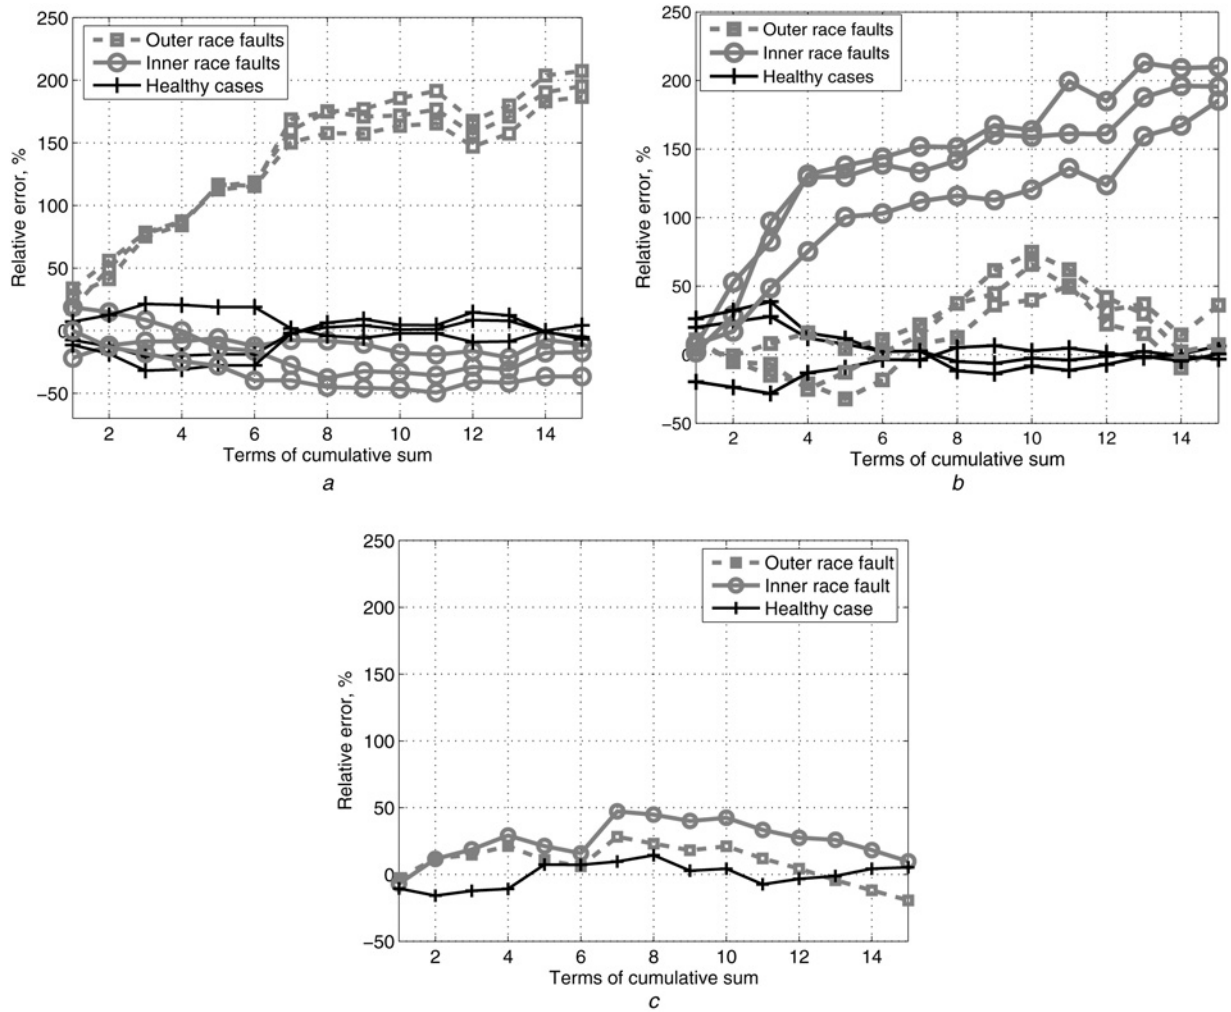 250
200
150
100
50
0
−50
Relative error, %
Outer race faults
Inner race faults
Healthy cases
2 4 6 8 10 12 14
Terms of cumulative sum
a
250
200
150
100
50
0
−50
Relative error, %
Outer race faults
Inner race faults
Healthy cases
2 4 6 8 10 12 14
Terms of cumulative sum
b
250
200
150
100
50
0
−50
Relative error, %
Outer race fault
Inner race fault
Healthy case
2 4 6 8 10 12 14
Terms of cumulative sum
c